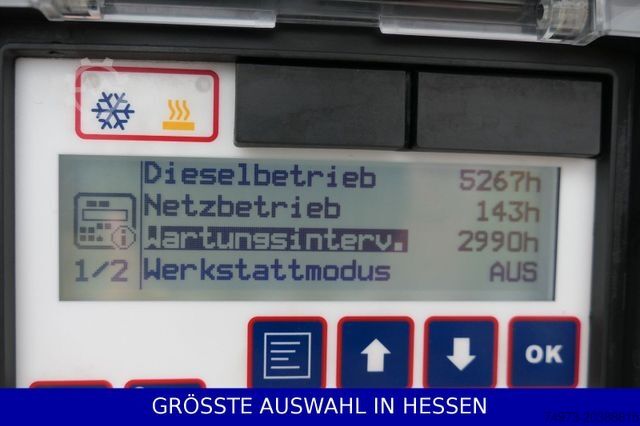 Dieselbetrieb 5267h
Netzbetrieb 143h
Wartungsinterv. 2990h
1/2 Werkstattmodus AUS
OK
GRÖSSTE AUSWAHL IN HESSEN